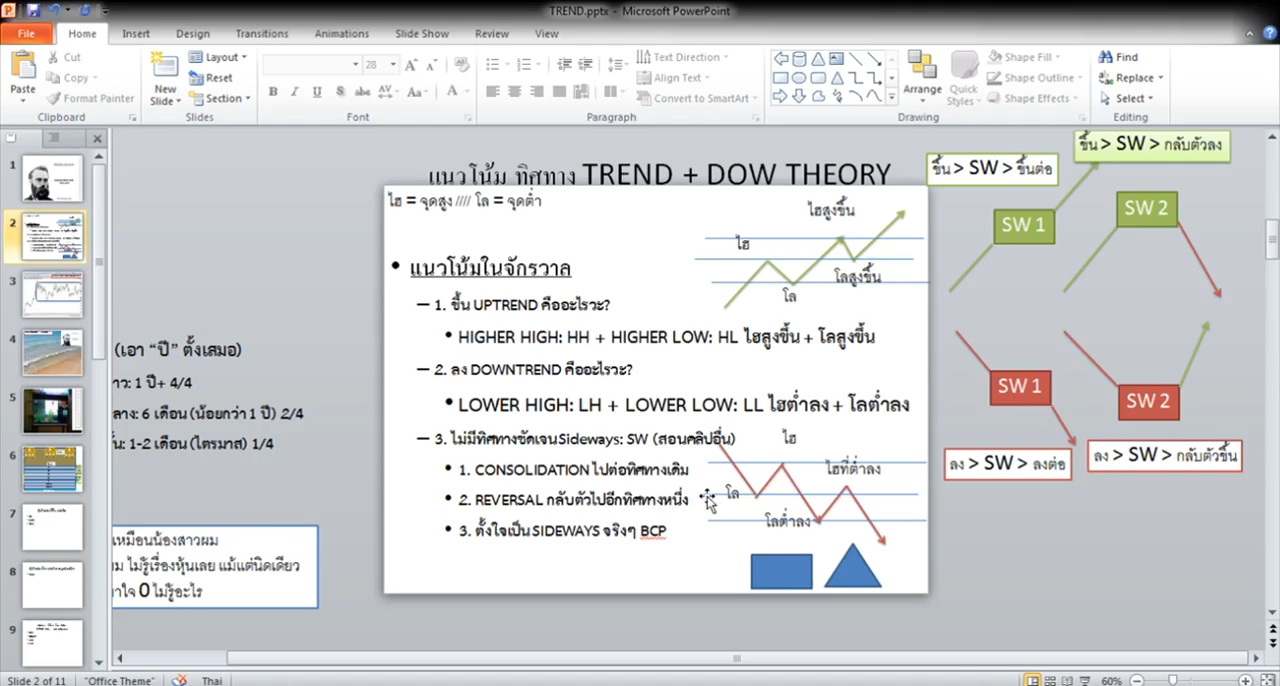 TREND.pptx - Microsoft PowerPoint
File Home Insert Design Transitions Animations Slide Show Review View
Paste
Cut
Copy
Format Painter
Clipboard
New Slide
Layout
Reset
Section
Slides
28
B I U S abc AV Aa A
Font
Text Direction
Align Text
Convert to SmartArt
Paragraph
Arrange
Quick Styles
Shape Fill
Shape Outline
Shape Effects
Drawing
Find
Replace
Select
Editing
1
2
3
4
5
6
7
8
9
แนวโน้ม ทิศทาง TREND + DOW THEORY
ไฮ = จุดสูง //// โล = จุดต่ำ
• แนวโน้มในจักรวาล
– 1. ขึ้น UPTREND คืออะไรวะ?
• HIGHER HIGH: HH + HIGHER LOW: HL ไฮสูงขึ้น + โลสูงขึ้น
– 2. ลง DOWNTREND คืออะไรวะ?
• LOWER HIGH: LH + LOWER LOW: LL ไฮต่ำลง + โลต่ำลง
– 3. ไม่มีทิศทางชัดเจน Sideways: SW (สอนคลิปอื่น)
• 1. CONSOLIDATION ไปต่อทิศทางเดิม
• 2. REVERSAL กลับตัวไปอีกทิศทางหนึ่ง
• 3. ตั้งใจเป็น SIDEWAYS จริงๆ BCP
ไฮสูงขึ้น
ไฮ
โลสูงขึ้น
โล
ไฮ
ไฮที่ต่ำลง
โล
โลต่ำลง
(เอา “ปี” ตั้งเสมอ)
าว: 1 ปี+ 4/4
ลาง: 6 เดือน (น้อยกว่า 1 ปี) 2/4
้น: 1-2 เดือน (ไตรมาส) 1/4
เหมือนน้องสาวผม
ม ไม่รู้เรื่องหุ้นเลย แม้แต่นิดเดียว
าใจ 0 ไม่รู้อะไร
ขึ้น > SW > ขึ้นต่อ
ขึ้น > SW > กลับตัวลง
SW 1
SW 2
SW 1
SW 2
ลง > SW > ลงต่อ
ลง > SW > กลับตัวขึ้น
Slide 2 of 11 "Office Theme" Thai 60%